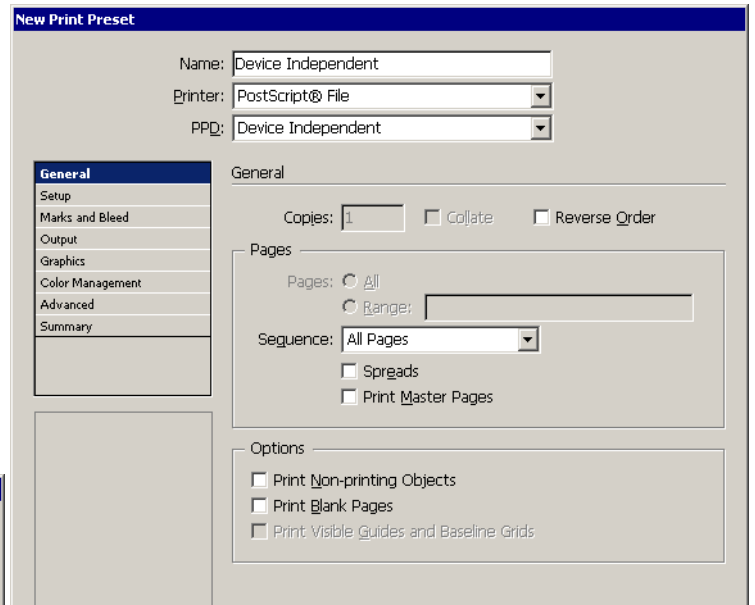 New Print Preset
Name: Device Independent
Printer: PostScript® File
PPD: Device Independent
General
Setup
Marks and Bleed
Output
Graphics
Color Management
Advanced
Summary
General
Copies: 1 Collate Reverse Order
Pages
Pages: All
Range:
Sequence: All Pages
Spreads
Print Master Pages
Options
Print Non-printing Objects
Print Blank Pages
Print Visible Guides and Baseline Grids